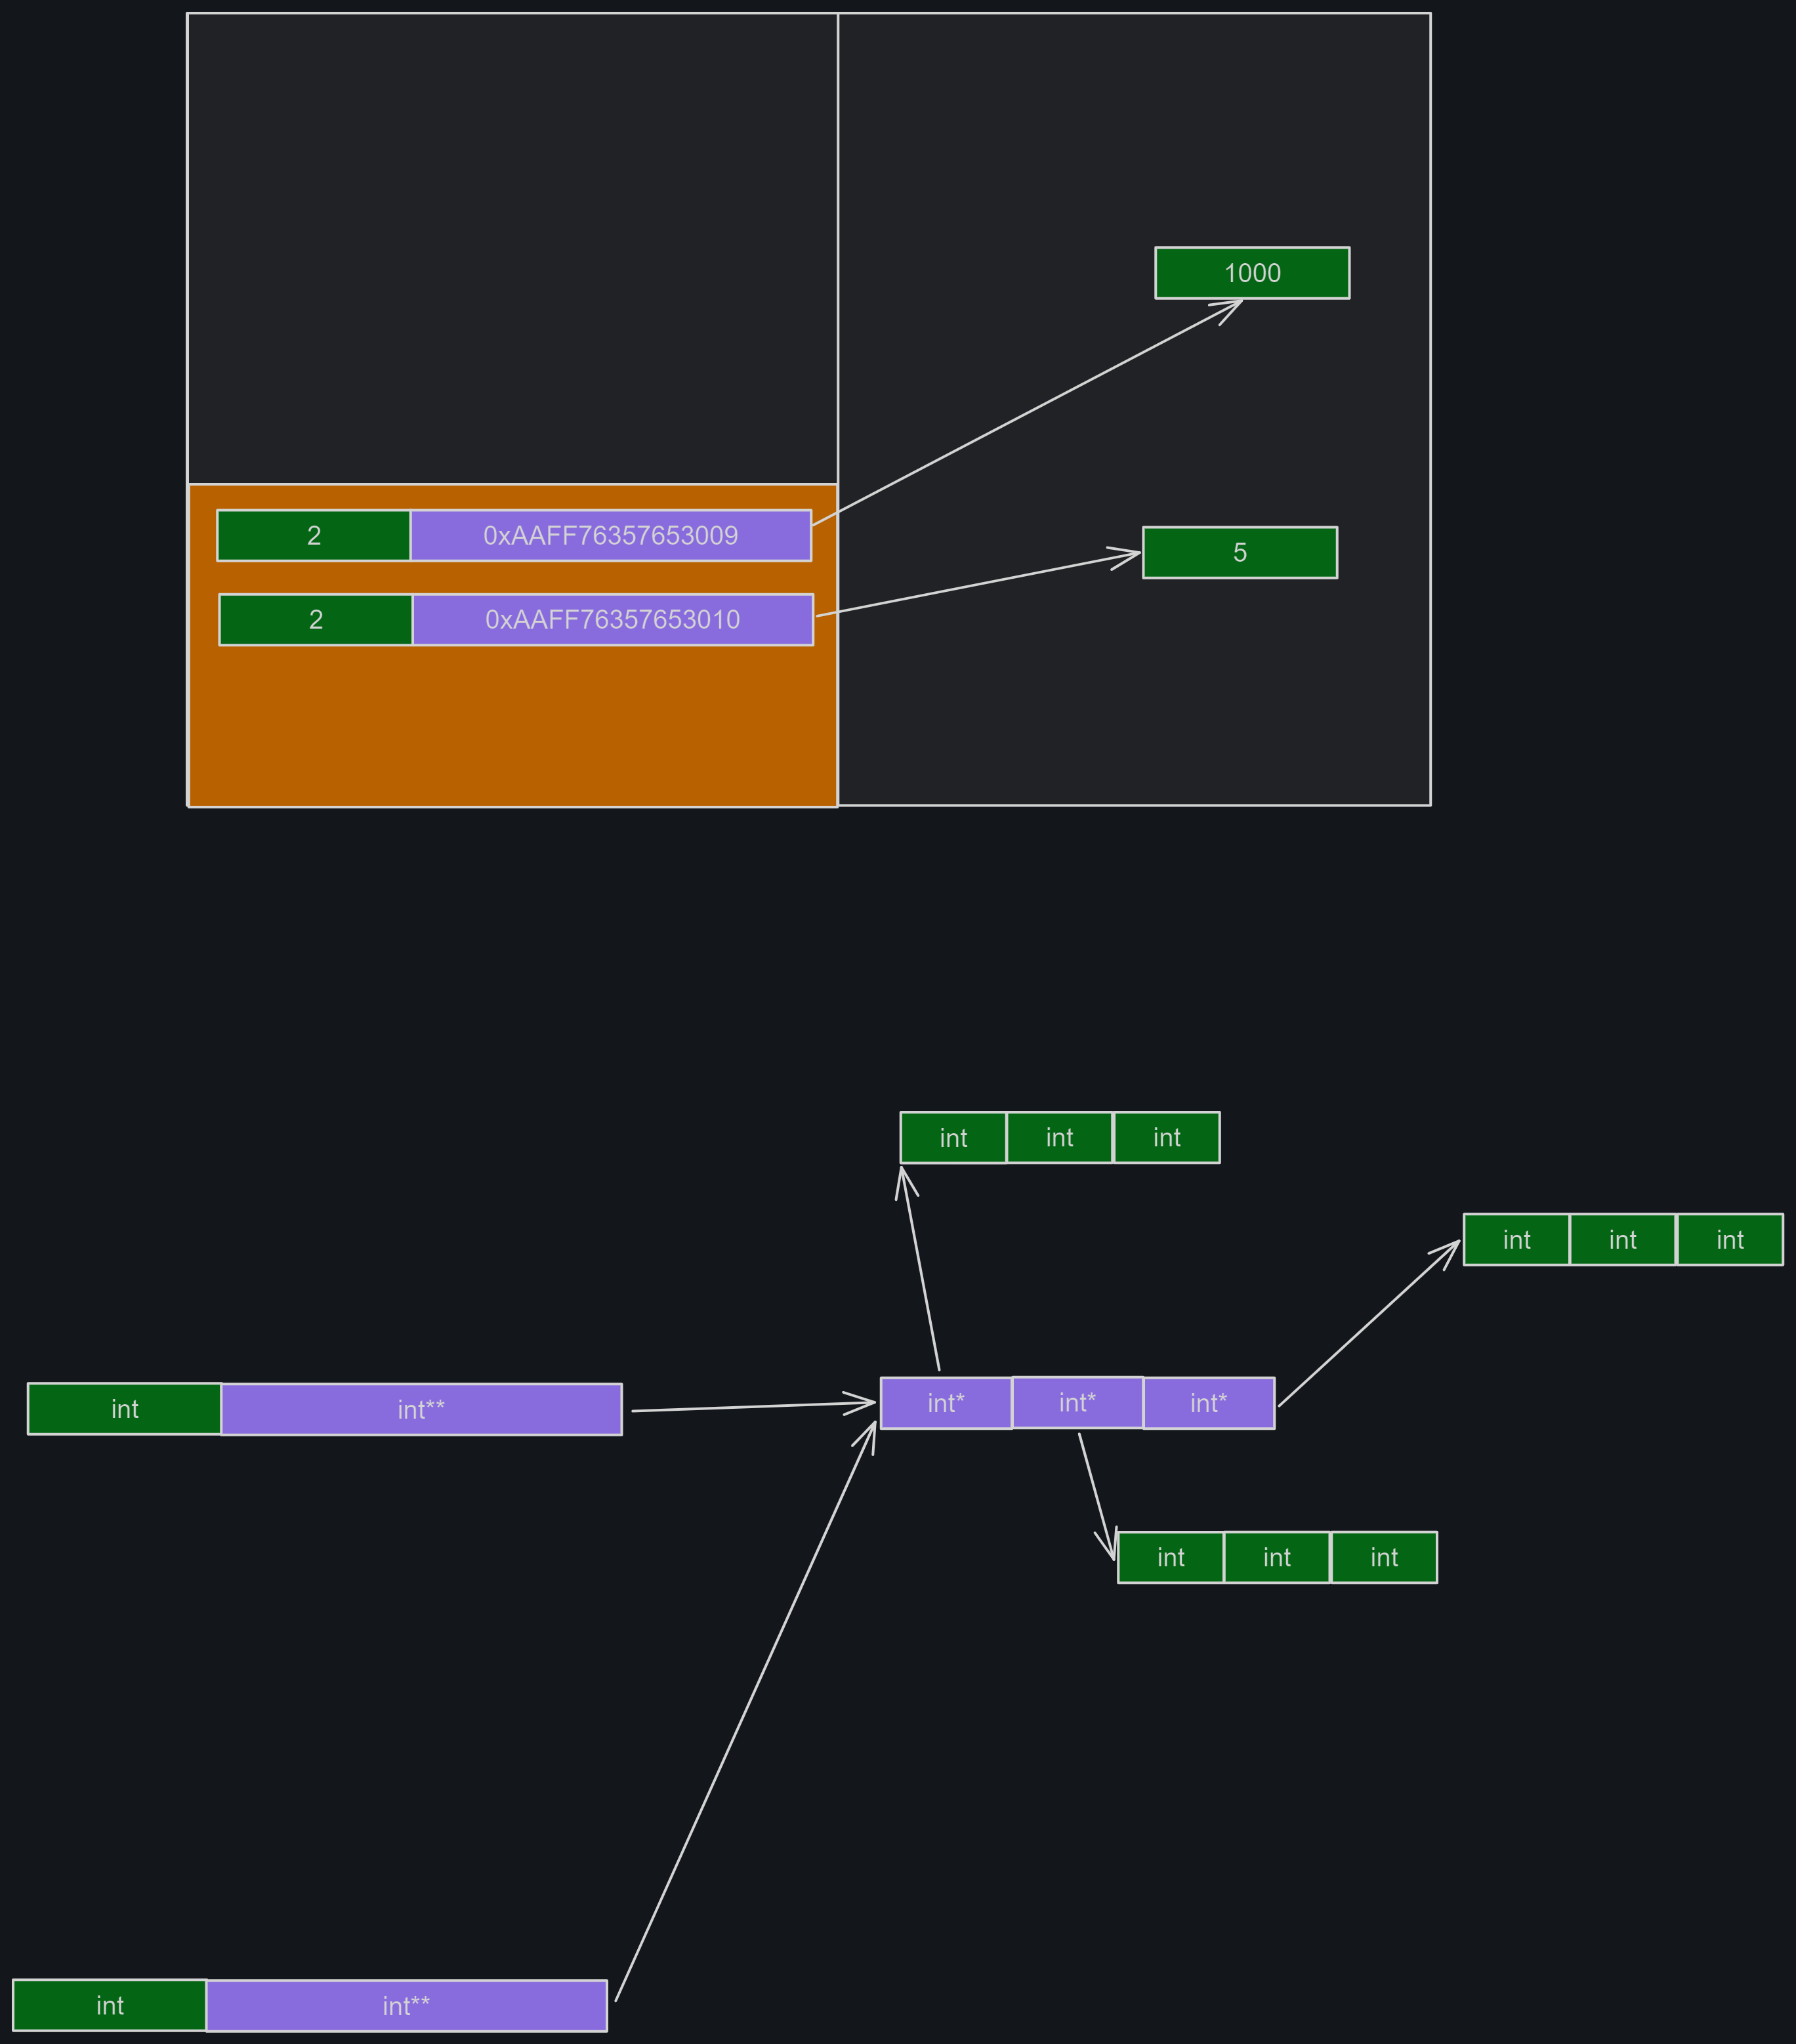 1000
2 0xAAFF76357653009
5
2 0xAAFF76357653010
int int int
int int int
int int**
int* int* int*
int int int
int int**